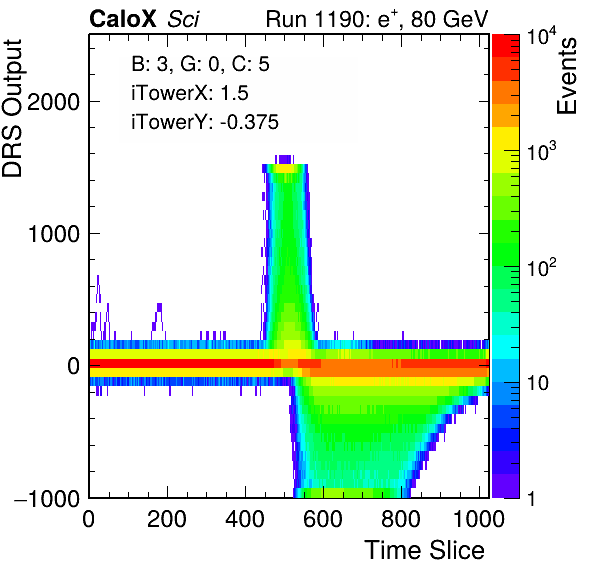 CaloX Sci Run 1190: e⁺, 80 GeV
B: 3, G: 0, C: 5
iTowerX: 1.5
iTowerY: -0.375
DRS Output
2000
1000
0
−1000
0 200 400 600 800 1000
Time Slice
Events
10⁴
10³
10²
10
1